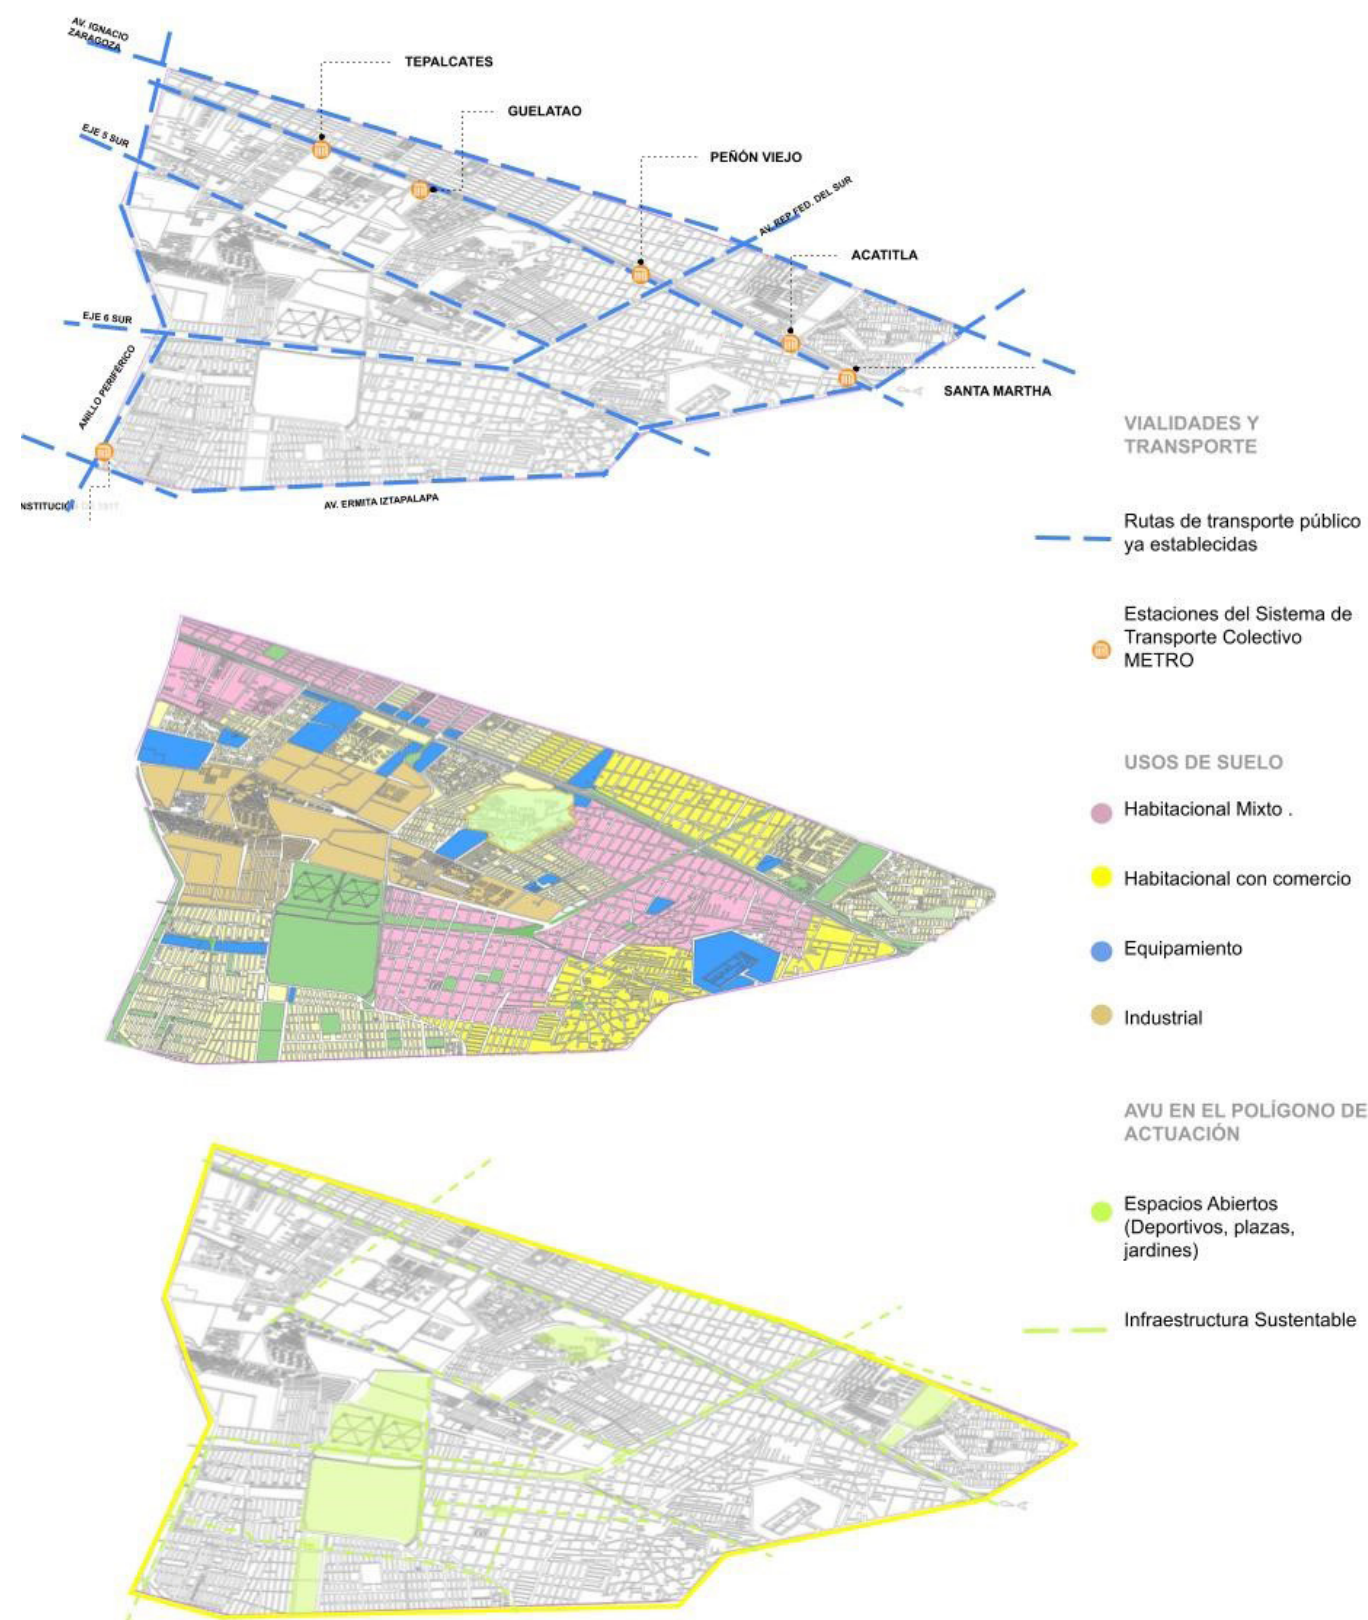 AV. IGNACIO
ZARAGOZA
TEPALCATES
GUELATAO
EJE 5 SUR
PEÑÓN VIEJO
AV. REP. FED. DEL SUR
ACATITLA
EJE 6 SUR
ANILLO PERIFÉRICO
SANTA MARTHA
NSTITUCIÓN DE 1917
AV. ERMITA IZTAPALAPA
VIALIDADES Y
TRANSPORTE
Rutas de transporte público
ya establecidas
Estaciones del Sistema de
Transporte Colectivo
METRO
USOS DE SUELO
Habitacional Mixto .
Habitacional con comercio
Equipamiento
Industrial
AVU EN EL POLÍGONO DE
ACTUACIÓN
Espacios Abiertos
(Deportivos, plazas,
jardines)
Infraestructura Sustentable